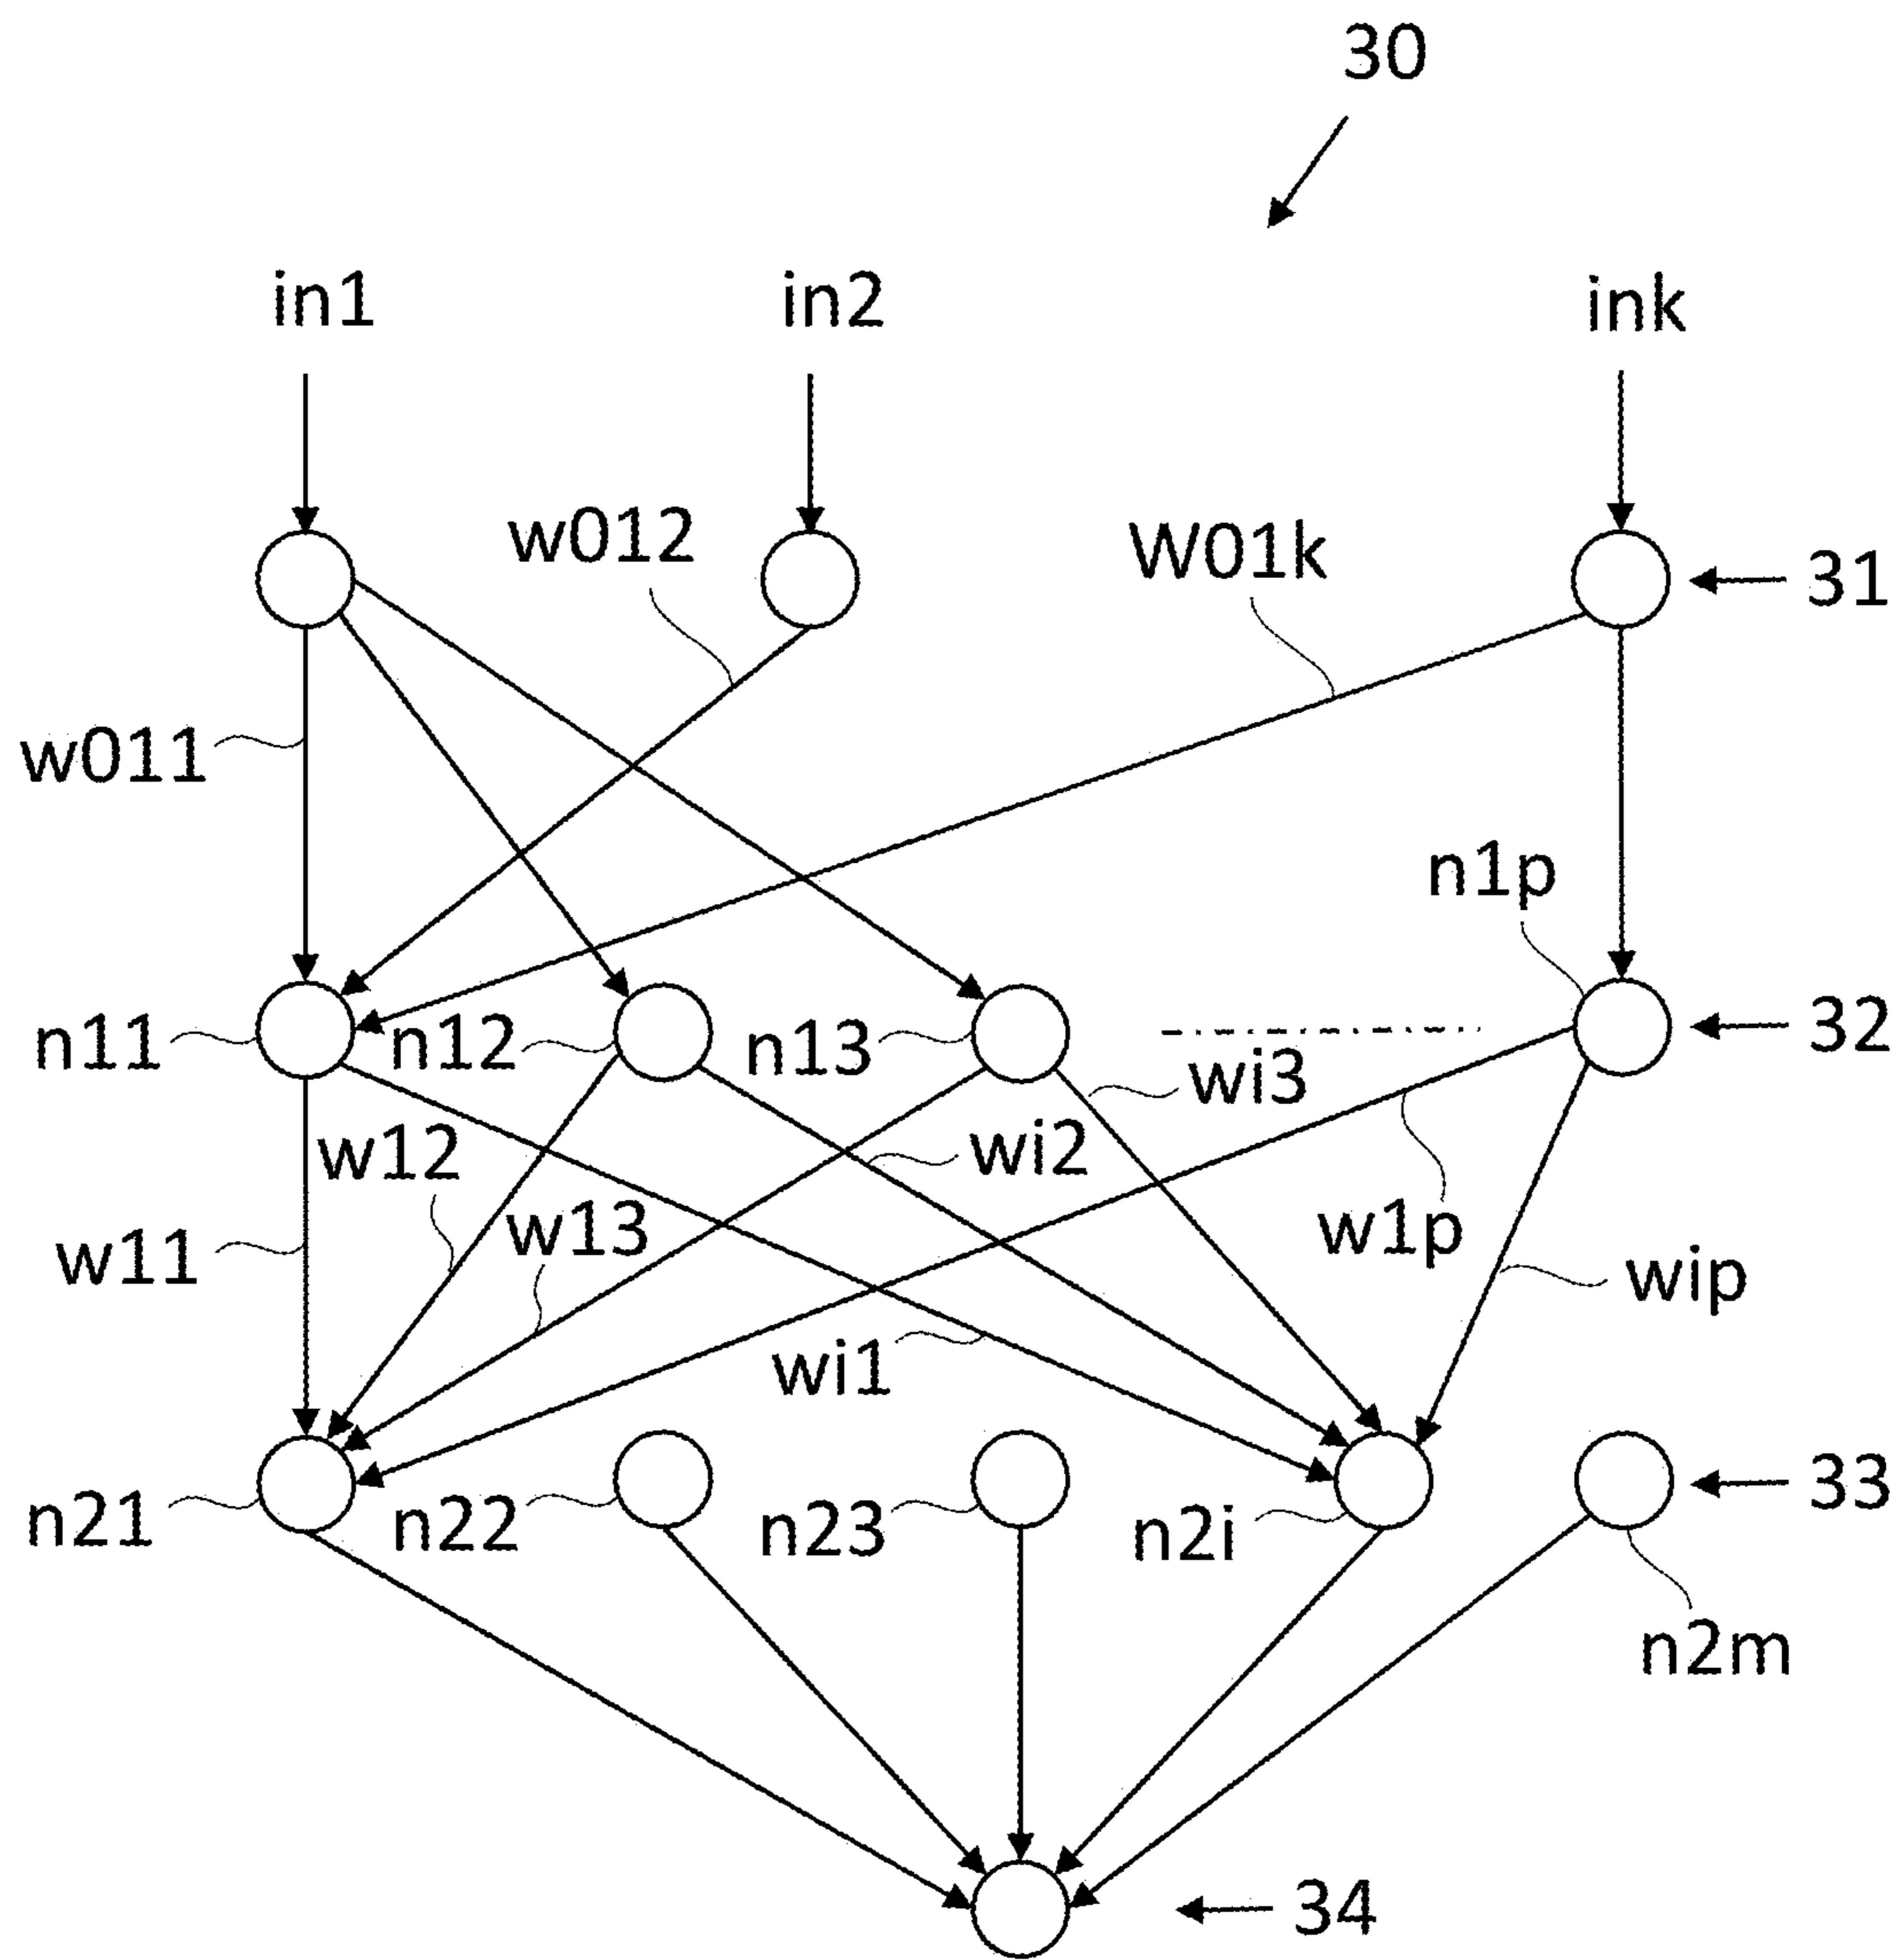 30
in1 in2 ink
w012 W01k
31
w011
n1p
n11 n12 n13 32
wi3
w12 wi2
w11 w13 w1p wip
wi1
n21 n22 n23 n2i 33
n2m
34